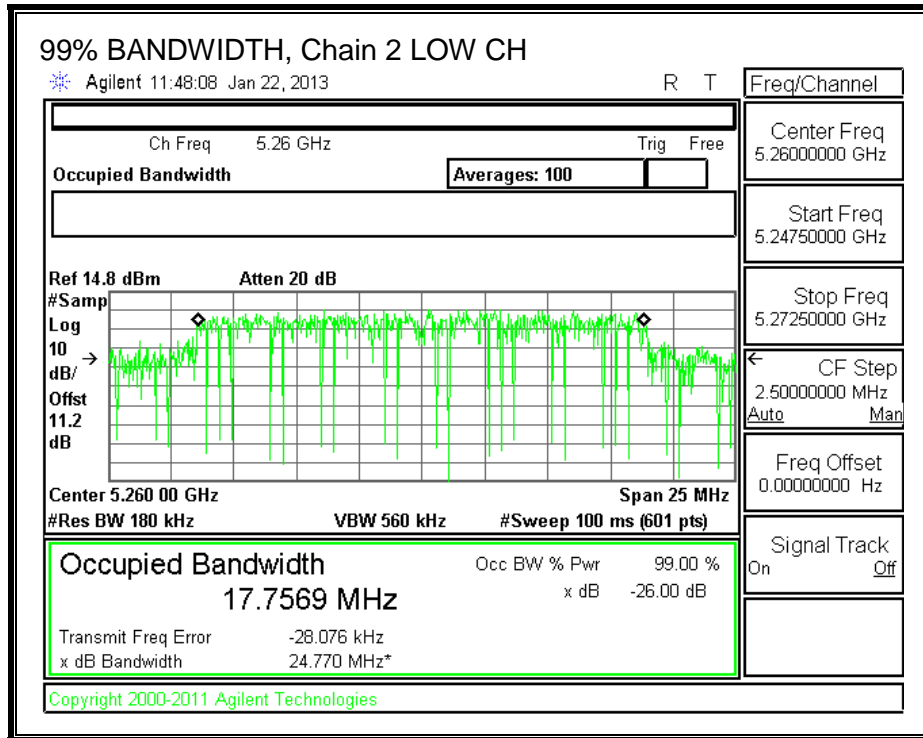 99% BANDWIDTH, Chain 2 LOW CH
Agilent 11:48:08 Jan 22, 2013 R T
Ch Freq 5.26 GHz Trig Free
Occupied Bandwidth Averages: 100
Ref 14.8 dBm Atten 20 dB
#Samp
Log
10
dB/
Offst
11.2
dB
Center 5.260 00 GHz Span 25 MHz
#Res BW 180 kHz VBW 560 kHz #Sweep 100 ms (601 pts)
Occupied Bandwidth Occ BW % Pwr 99.00 %
17.7569 MHz x dB -26.00 dB
Transmit Freq Error -28.076 kHz
x dB Bandwidth 24.770 MHz*
Copyright 2000-2011 Agilent Technologies
Freq/Channel
Center Freq
5.26000000 GHz
Start Freq
5.24750000 GHz
Stop Freq
5.27250000 GHz
CF Step
2.50000000 MHz
Auto Man
Freq Offset
0.00000000 Hz
Signal Track
On Off